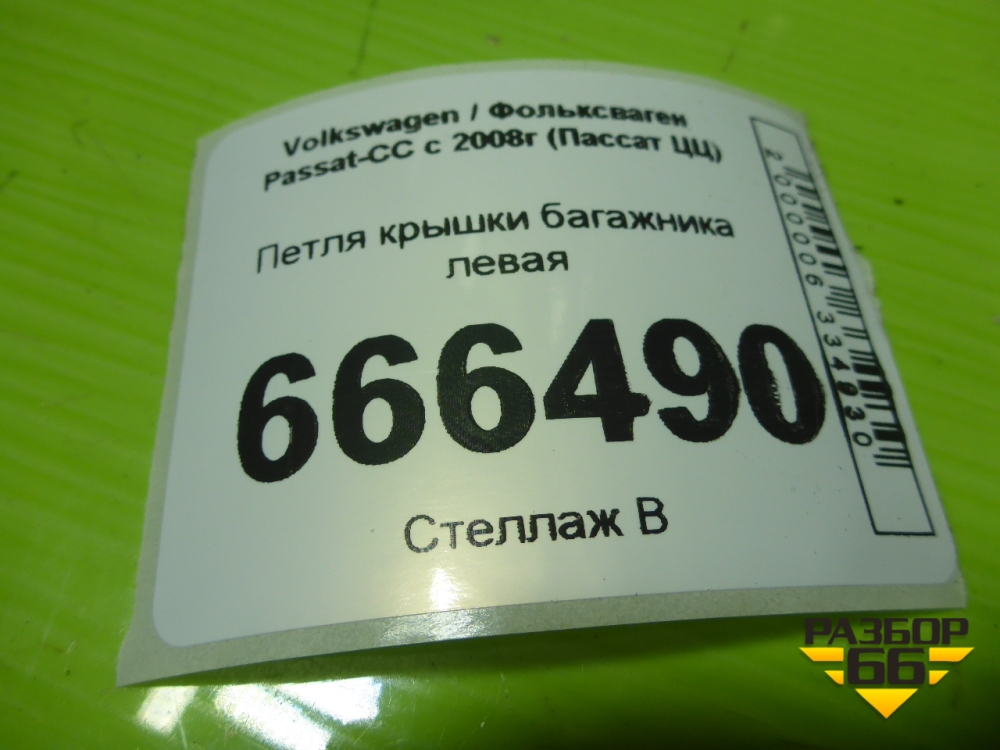 Volkswagen / Фольксваген
Passat-CC с 2008г (Пассат ЦЦ)
Петля крышки багажника
левая
666490
Стеллаж В
2000006334930
РАЗБОР
66